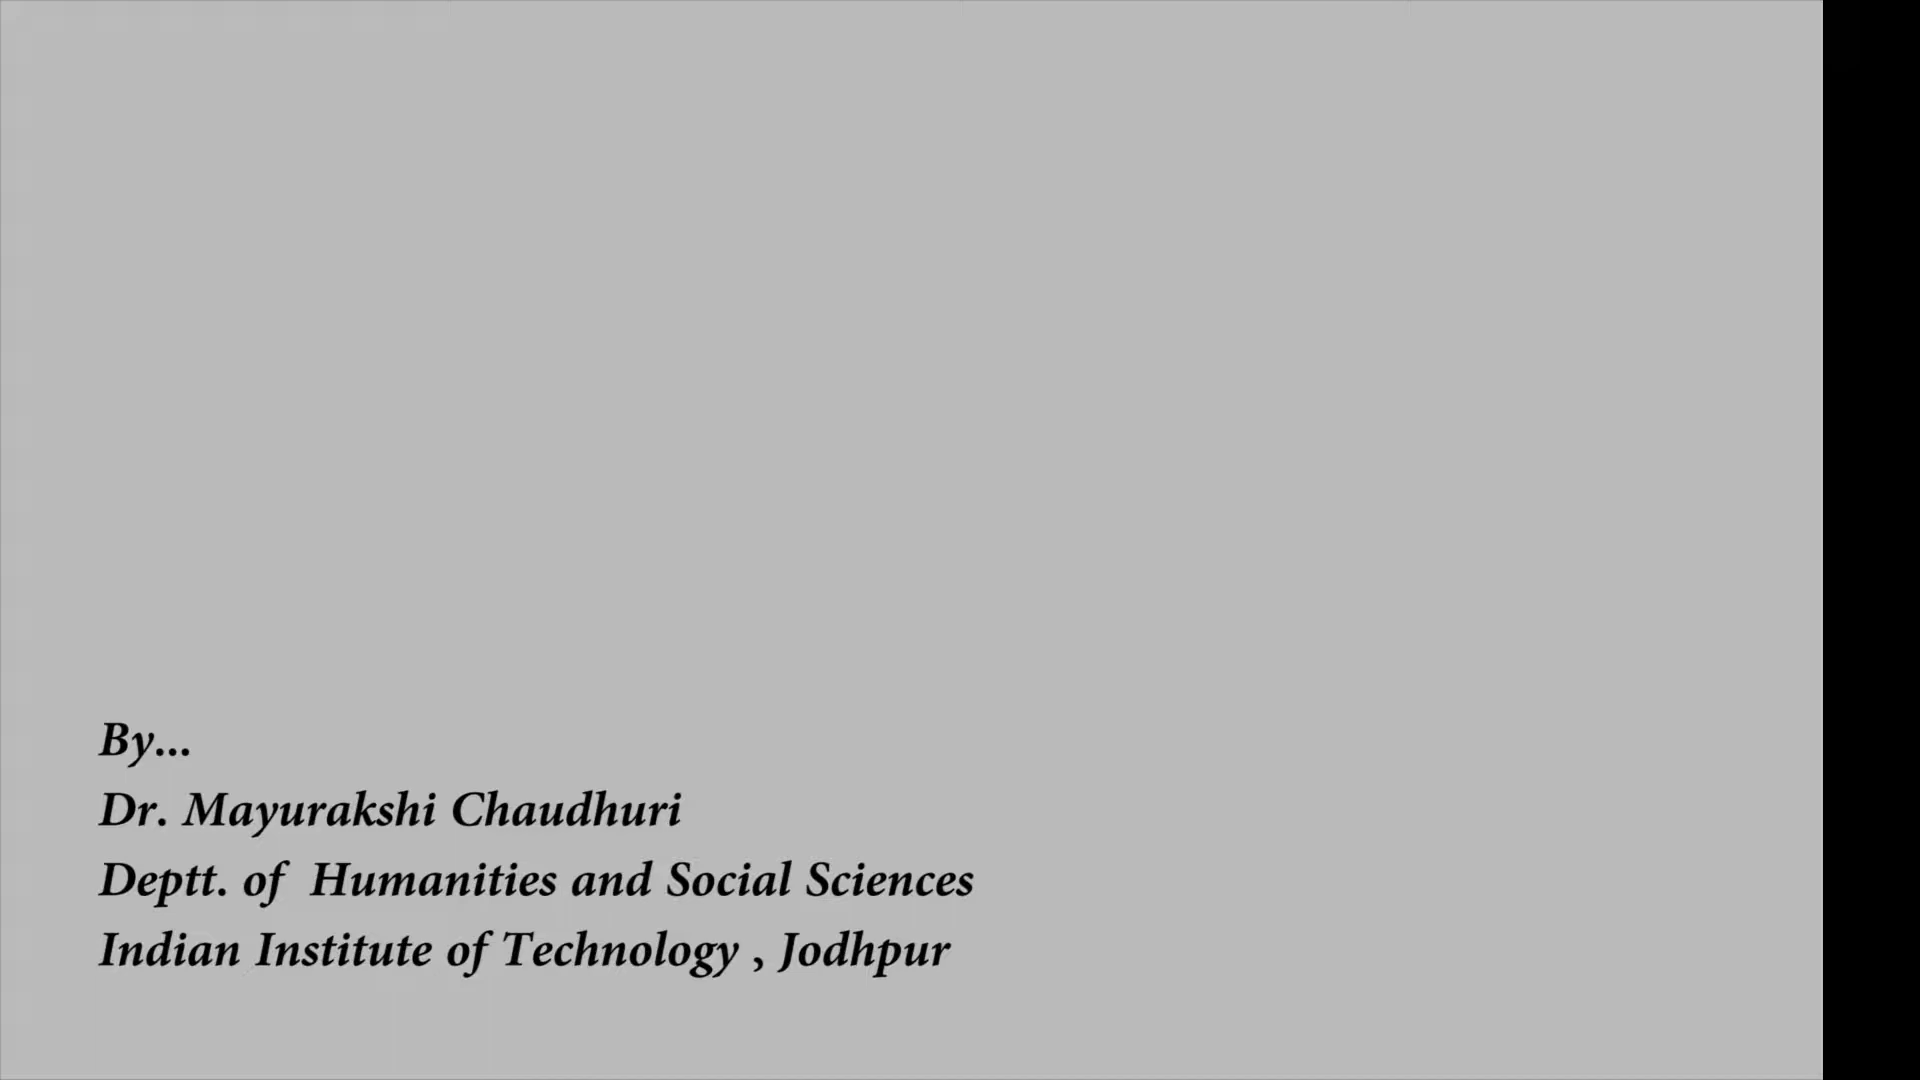 By...
Dr. Mayurakshi Chaudhuri
Deptt. of Humanities and Social Sciences
Indian Institute of Technology , Jodhpur